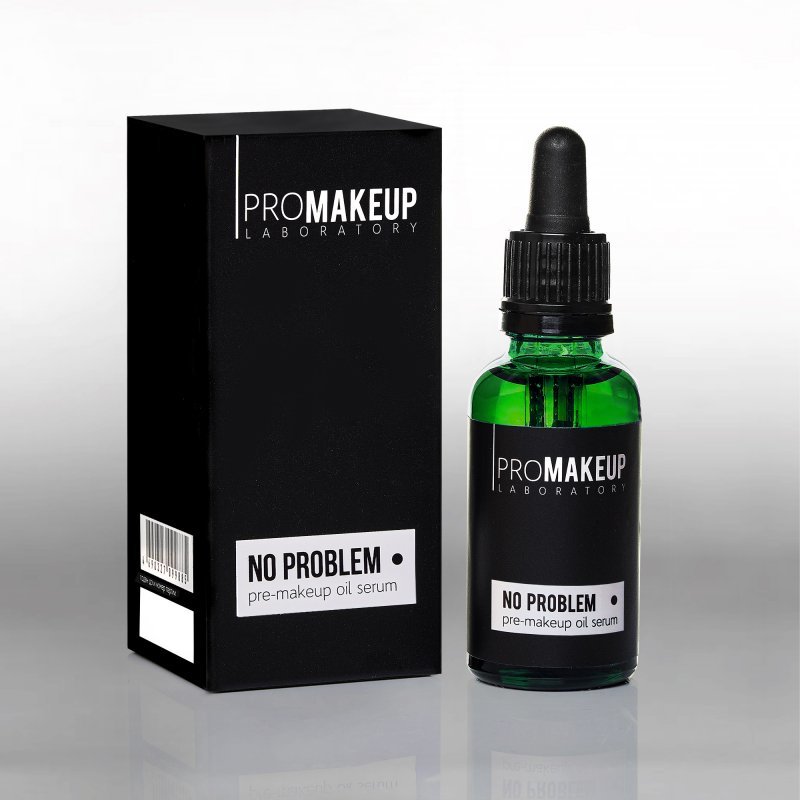 PROMAKEUP
LABORATORY
NO PROBLEM •
pre-makeup oil serum
PROMAKEUP
LABORATORY
NO PROBLEM •
pre-makeup oil serum